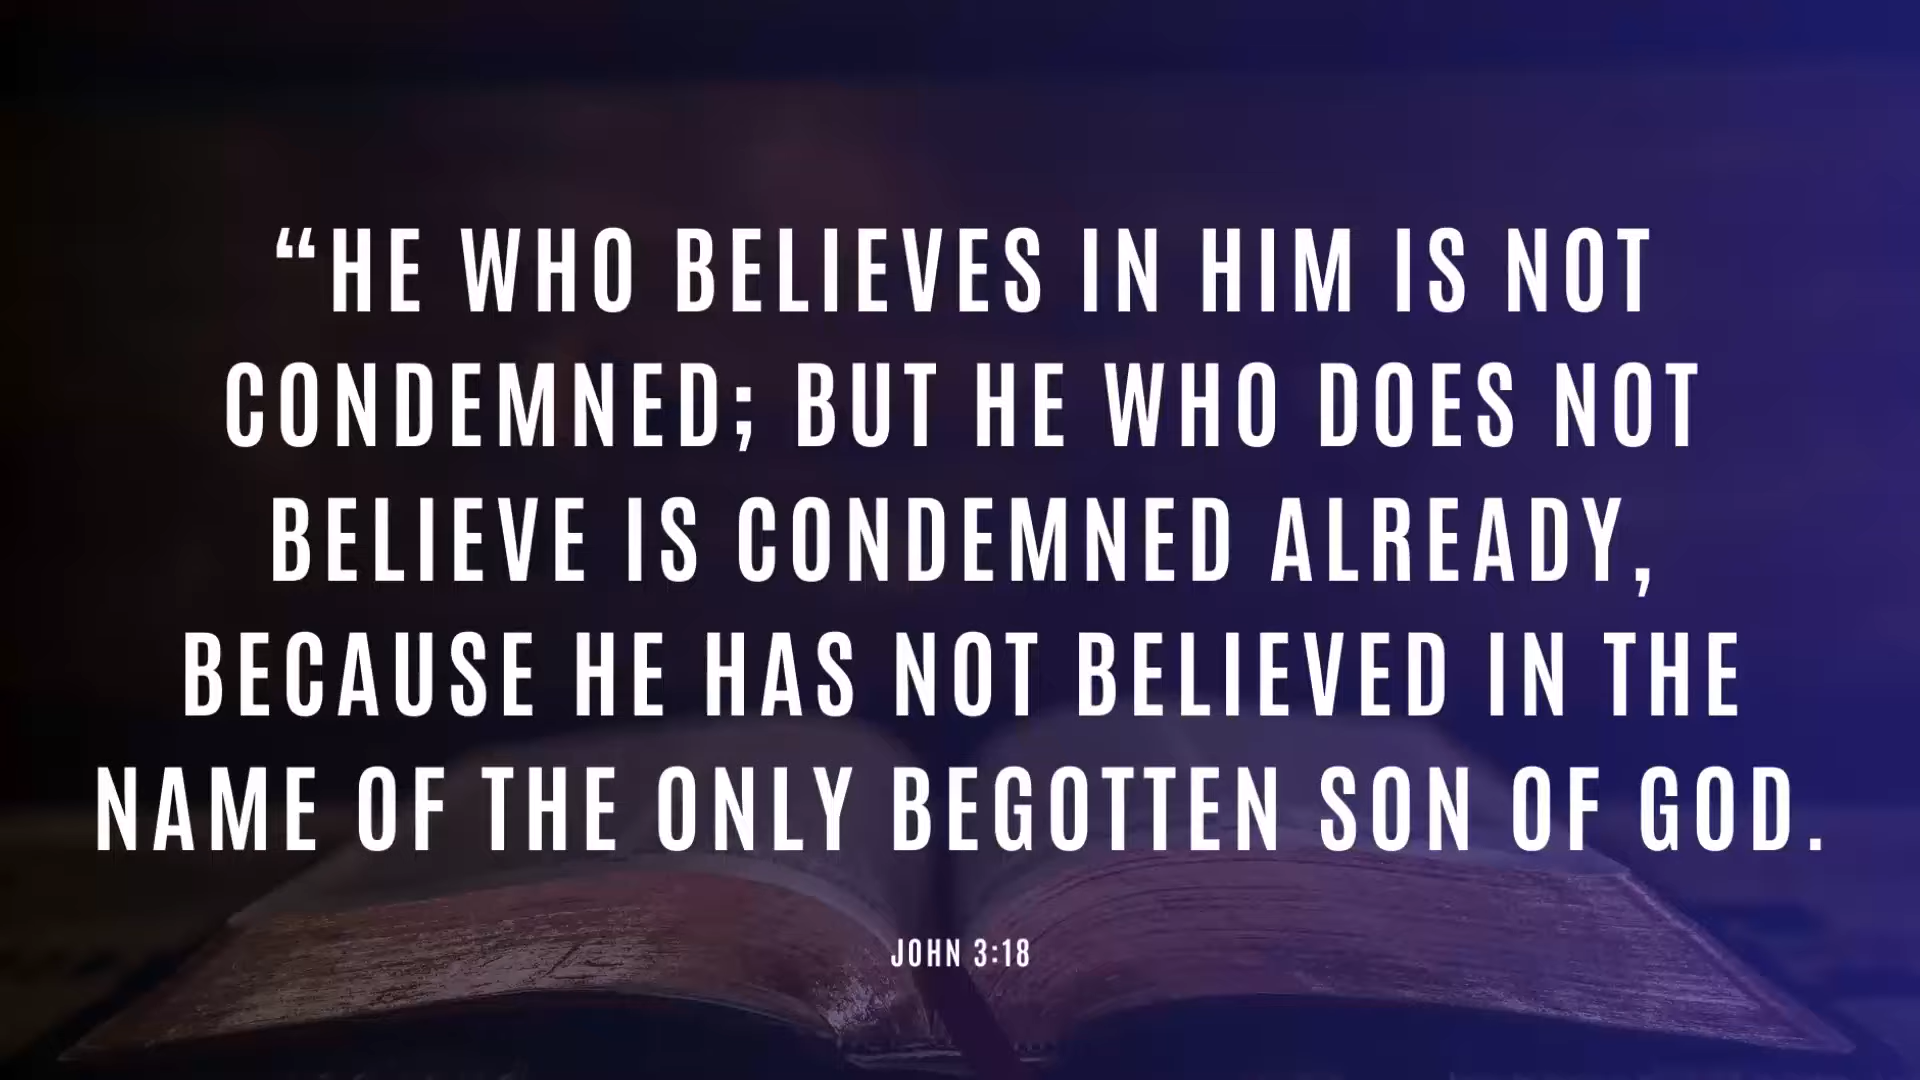 “HE WHO BELIEVES IN HIM IS NOT
CONDEMNED; BUT HE WHO DOES NOT
BELIEVE IS CONDEMNED ALREADY,
BECAUSE HE HAS NOT BELIEVED IN THE
NAME OF THE ONLY BEGOTTEN SON OF GOD.
JOHN 3:18